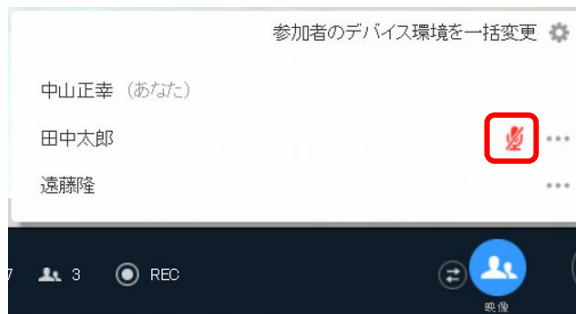 参加者のデバイス環境を一括変更
中山正幸 (あなた)
田中太郎
遠藤隆
3 REC
映像